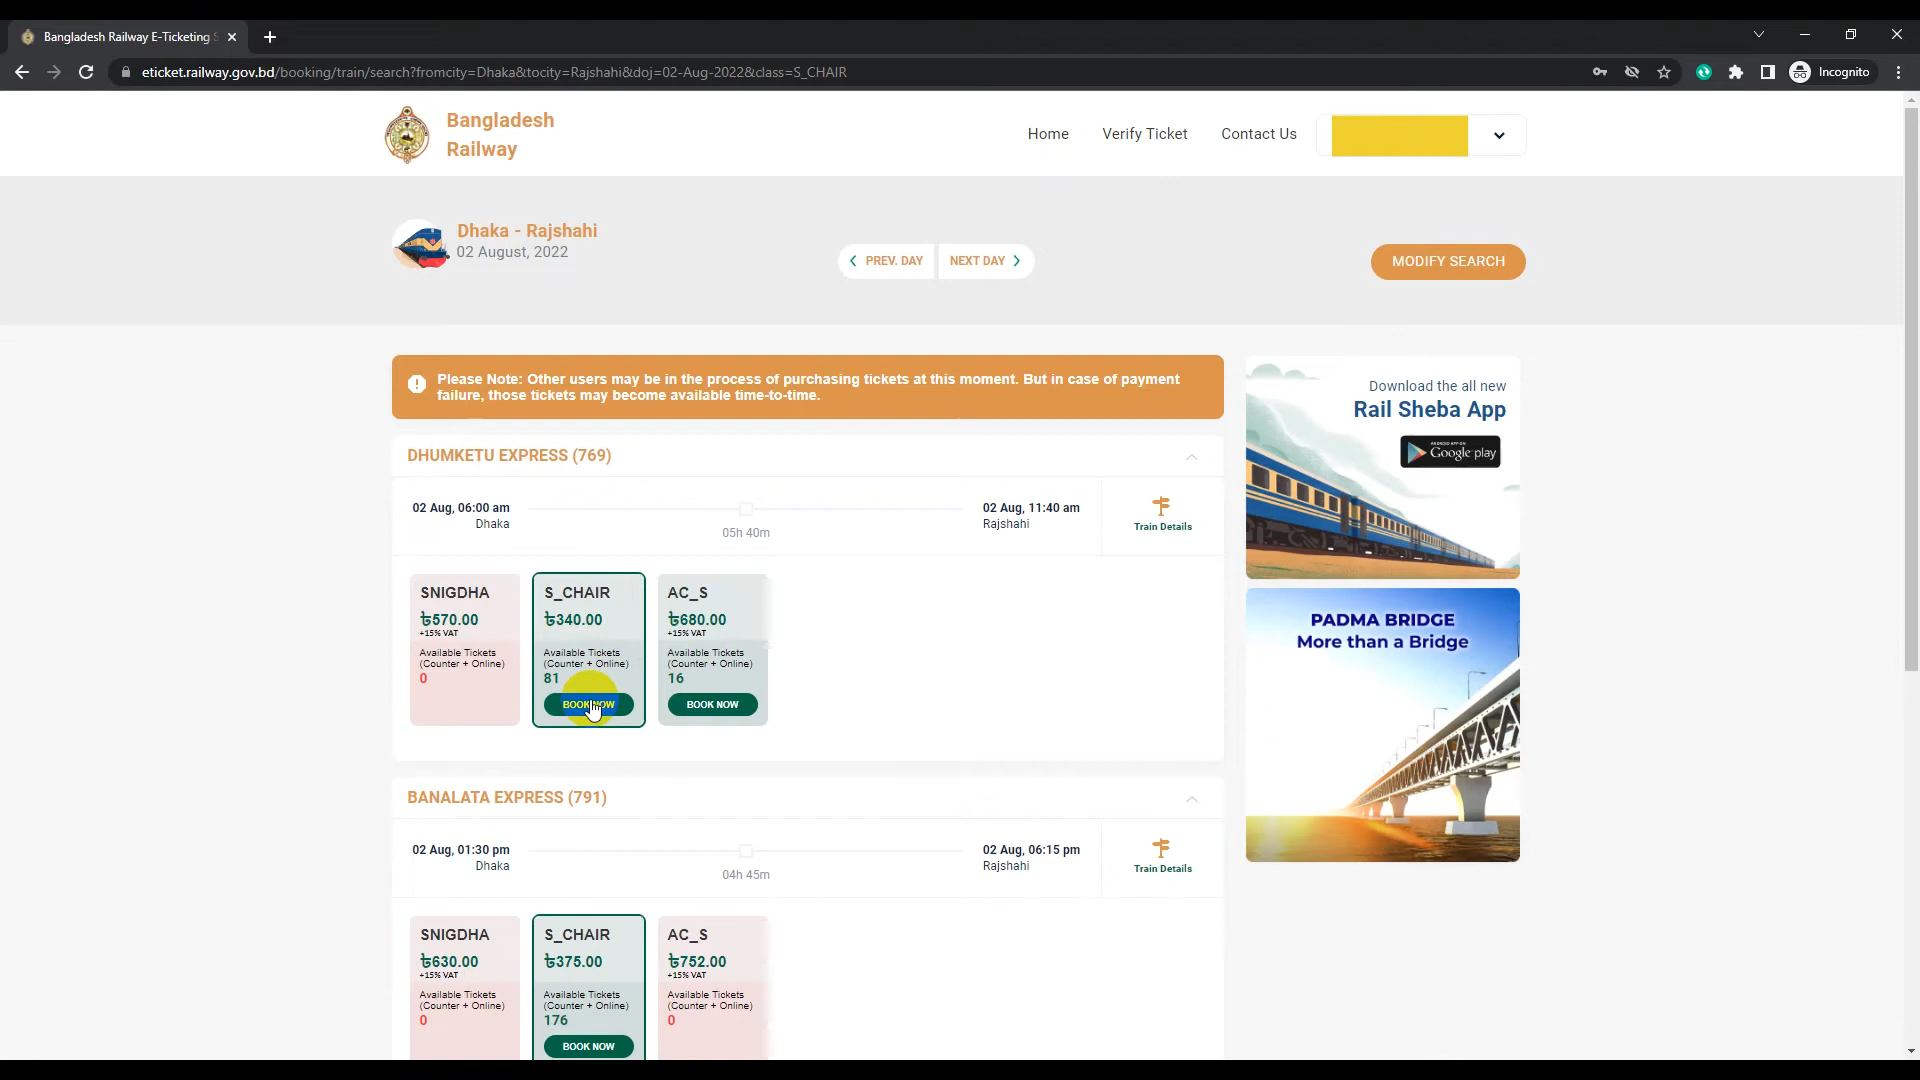 Bangladesh Railway E-Ticketing S
eticket.railway.gov.bd/booking/train/search?fromcity=Dhaka&tocity=Rajshahi&doj=02-Aug-2022&class=S_CHAIR
Incognito
Bangladesh
Railway
Home
Verify Ticket
Contact Us
Dhaka - Rajshahi
02 August, 2022
PREV. DAY
NEXT DAY
MODIFY SEARCH
Please Note: Other users may be in the process of purchasing tickets at this moment. But in case of payment
failure, those tickets may become available time-to-time.
DHUMKETU EXPRESS (769)
02 Aug, 06:00 am
Dhaka
05h 40m
02 Aug, 11:40 am
Rajshahi
Train Details
SNIGDHA
৳570.00
+15% VAT
Available Tickets
(Counter + Online)
0
S_CHAIR
৳340.00
Available Tickets
(Counter + Online)
81
BOOK NOW
AC_S
৳680.00
+15% VAT
Available Tickets
(Counter + Online)
16
BOOK NOW
BANALATA EXPRESS (791)
02 Aug, 01:30 pm
Dhaka
04h 45m
02 Aug, 06:15 pm
Rajshahi
Train Details
SNIGDHA
৳630.00
+15% VAT
Available Tickets
(Counter + Online)
0
S_CHAIR
৳375.00
Available Tickets
(Counter + Online)
176
BOOK NOW
AC_S
৳752.00
+15% VAT
Available Tickets
(Counter + Online)
0
Download the all new
Rail Sheba App
ANDROID APP ON
Google play
PADMA BRIDGE
More than a Bridge